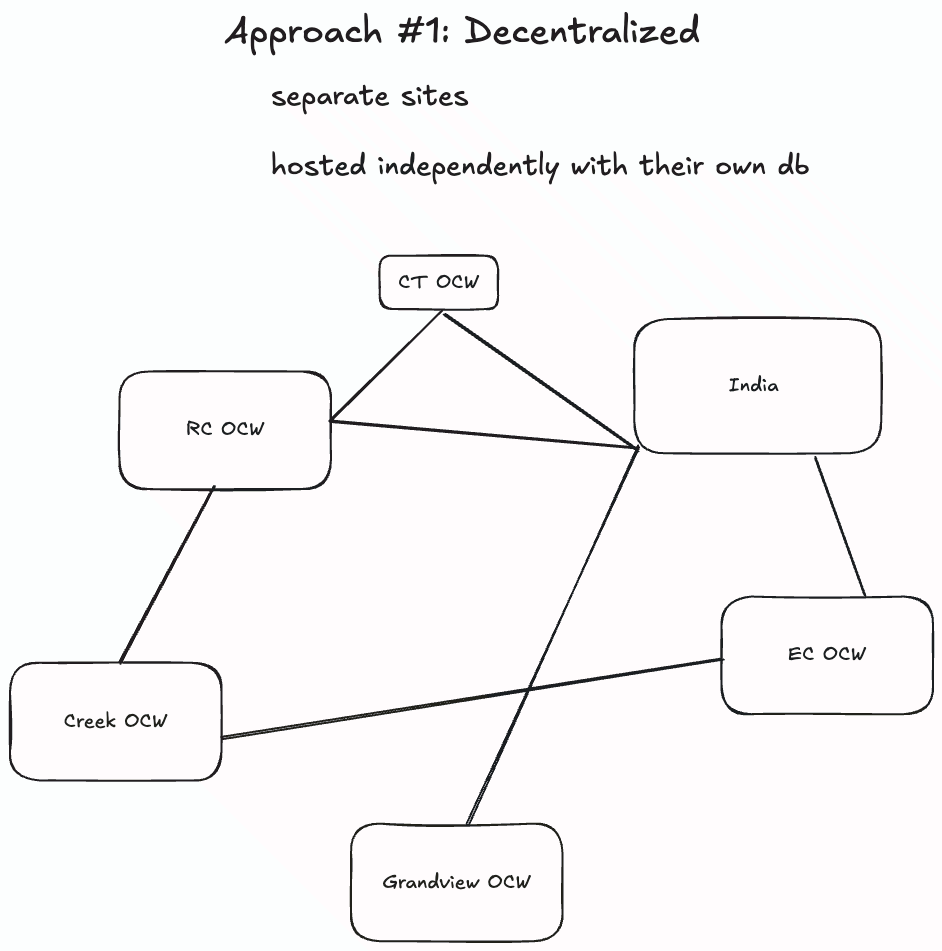 Approach #1: Decentralized
separate sites
hosted independently with their own db
CT OCW
India
RC OCW
EC OCW
Creek OCW
Grandview OCW